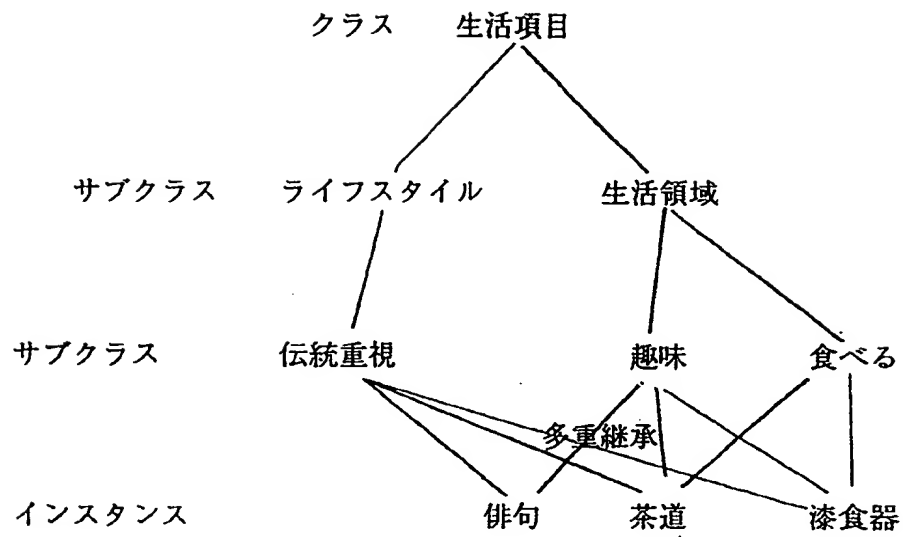 クラス 生活項目
サブクラス ライフスタイル 生活領域
サブクラス 伝統重視 趣味 食べる
多重継承
インスタンス 俳句 茶道 漆食器